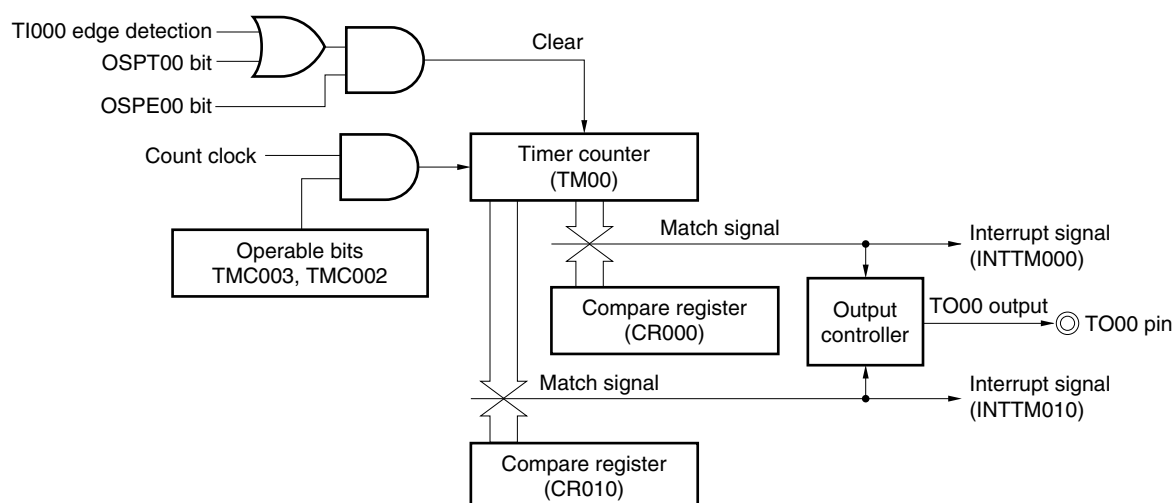 TI000 edge detection
OSPT00 bit
OSPE00 bit
Clear
Count clock
Timer counter
(TM00)
Operable bits
TMC003, TMC002
Match signal
Interrupt signal
(INTTM000)
Compare register
(CR000)
Output
controller
TO00 output
TO00 pin
Match signal
Interrupt signal
(INTTM010)
Compare register
(CR010)